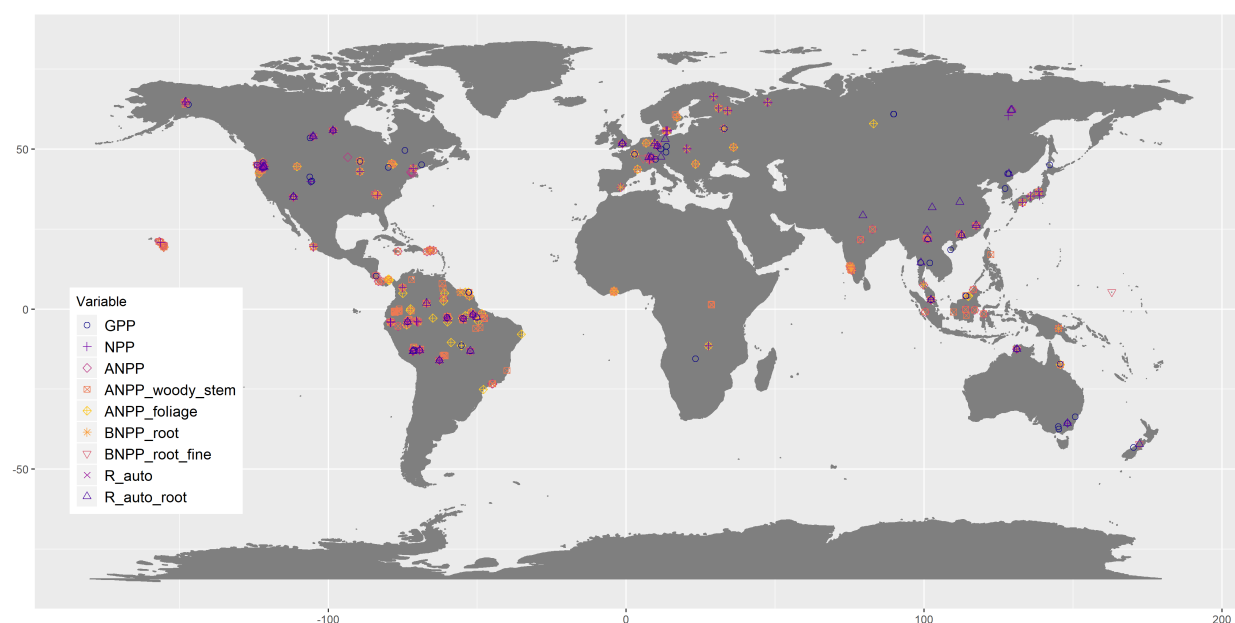 50
0
-50
Variable
GPP
NPP
ANPP
ANPP_woody_stem
ANPP_foliage
BNPP_root
BNPP_root_fine
R_auto
R_auto_root
-100
0
100
200